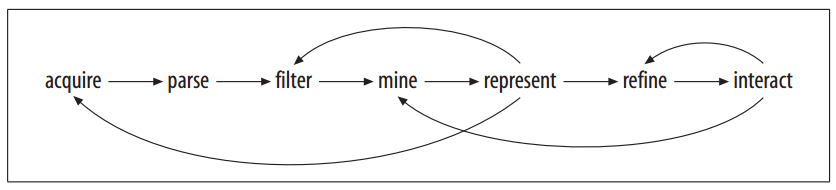 acquire parse filter mine represent refine interact